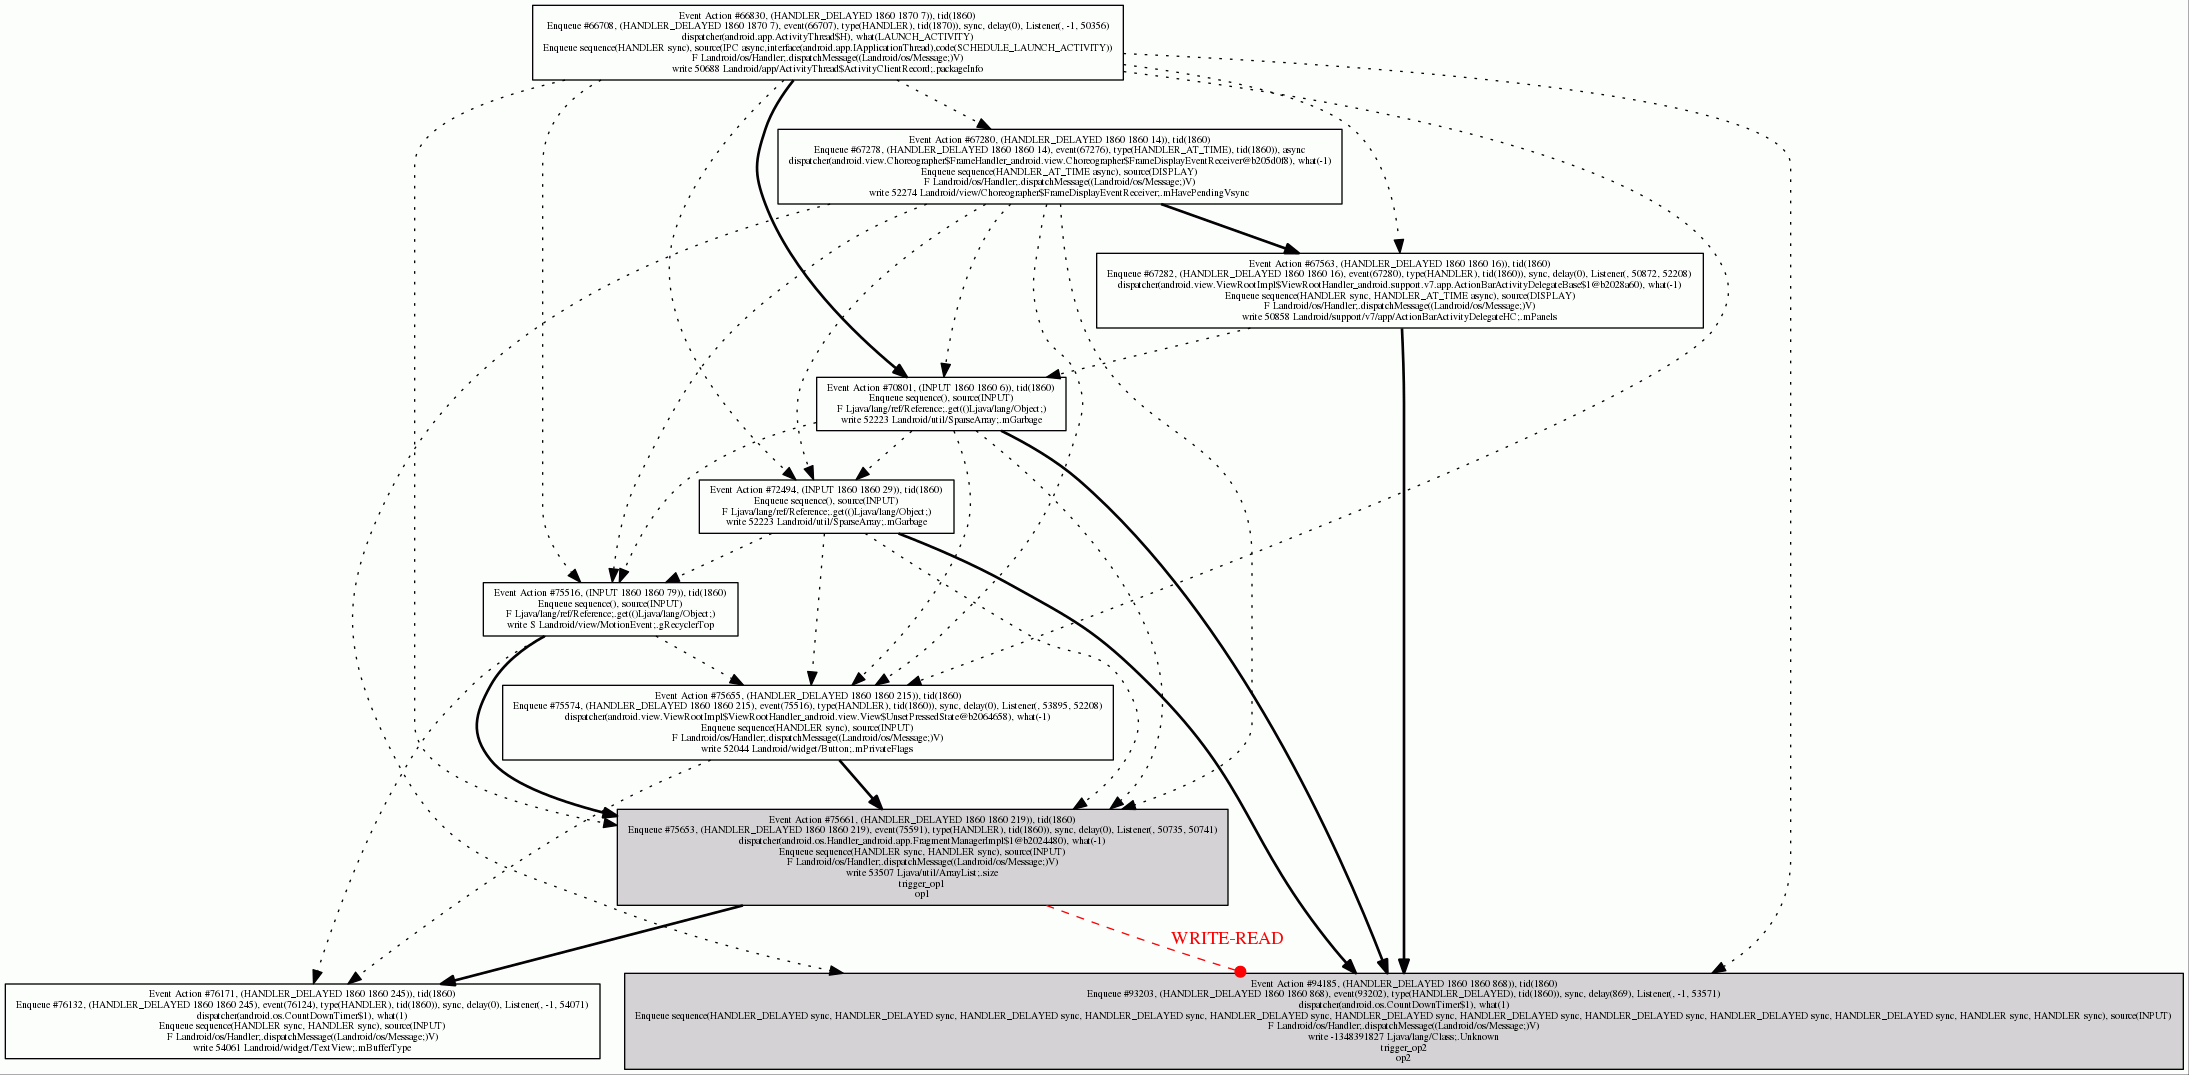 Event Action #66830, (HANDLER_DELAYED 1860 1870 7)), tid(1860)
Enqueue #66708, (HANDLER_DELAYED 1860 1870 7), event(66707), type(HANDLER), tid(1870)), sync, delay(0), Listener(, -1, 50356)
dispatcher(android.app.ActivityThread$H), what(LAUNCH_ACTIVITY)
Enqueue sequence(HANDLER sync), source(IPC async,interface(android.app.IApplicationThread),code(SCHEDULE_LAUNCH_ACTIVITY))
F Landroid/os/Handler;.dispatchMessage((Landroid/os/Message;)V)
write 50688 Landroid/app/ActivityThread$ActivityClientRecord;.packageInfo
Event Action #67280, (HANDLER_DELAYED 1860 1860 14)), tid(1860)
Enqueue #67278, (HANDLER_DELAYED 1860 1860 14), event(67276), type(HANDLER_AT_TIME), tid(1860)), async
dispatcher(android.view.Choreographer$FrameHandler_android.view.Choreographer$FrameDisplayEventReceiver@b205d0f8), what(-1)
Enqueue sequence(HANDLER_AT_TIME async), source(DISPLAY)
F Landroid/os/Handler;.dispatchMessage((Landroid/os/Message;)V)
write 52274 Landroid/view/Choreographer$FrameDisplayEventReceiver;.mHavePendingVsync
Event Action #67563, (HANDLER_DELAYED 1860 1860 16)), tid(1860)
Enqueue #67282, (HANDLER_DELAYED 1860 1860 16), event(67280), type(HANDLER), tid(1860)), sync, delay(0), Listener(, 50872, 52208)
dispatcher(android.view.ViewRootImpl$ViewRootHandler_android.support.v7.app.ActionBarActivityDelegateBase$1@b2028a60), what(-1)
Enqueue sequence(HANDLER sync, HANDLER_AT_TIME async), source(DISPLAY)
F Landroid/os/Handler;.dispatchMessage((Landroid/os/Message;)V)
write 50858 Landroid/support/v7/app/ActionBarActivityDelegateHC;.mPanels
Event Action #70801, (INPUT 1860 1860 6)), tid(1860)
Enqueue sequence(), source(INPUT)
F Ljava/lang/ref/Reference;.get(()Ljava/lang/Object;)
write 52223 Landroid/util/SparseArray;.mGarbage
Event Action #72494, (INPUT 1860 1860 29)), tid(1860)
Enqueue sequence(), source(INPUT)
F Ljava/lang/ref/Reference;.get(()Ljava/lang/Object;)
write 52223 Landroid/util/SparseArray;.mGarbage
Event Action #75516, (INPUT 1860 1860 79)), tid(1860)
Enqueue sequence(), source(INPUT)
F Ljava/lang/ref/Reference;.get(()Ljava/lang/Object;)
write S Landroid/view/MotionEvent;.gRecyclerTop
Event Action #75655, (HANDLER_DELAYED 1860 1860 215)), tid(1860)
Enqueue #75574, (HANDLER_DELAYED 1860 1860 215), event(75516), type(HANDLER), tid(1860)), sync, delay(0), Listener(, 53895, 52208)
dispatcher(android.view.ViewRootImpl$ViewRootHandler_android.view.View$UnsetPressedState@b2064658), what(-1)
Enqueue sequence(HANDLER sync), source(INPUT)
F Landroid/os/Handler;.dispatchMessage((Landroid/os/Message;)V)
write 52044 Landroid/widget/Button;.mPrivateFlags
Event Action #75661, (HANDLER_DELAYED 1860 1860 219)), tid(1860)
Enqueue #75653, (HANDLER_DELAYED 1860 1860 219), event(75591), type(HANDLER), tid(1860)), sync, delay(0), Listener(, 50735, 50741)
dispatcher(android.os.Handler_android.app.FragmentManagerImpl$1@b2024480), what(-1)
Enqueue sequence(HANDLER sync, HANDLER sync), source(INPUT)
F Landroid/os/Handler;.dispatchMessage((Landroid/os/Message;)V)
write 53507 Ljava/util/ArrayList;.size
trigger_op1
op1
WRITE-READ
Event Action #76171, (HANDLER_DELAYED 1860 1860 245)), tid(1860)
Enqueue #76132, (HANDLER_DELAYED 1860 1860 245), event(76124), type(HANDLER), tid(1860)), sync, delay(0), Listener(, -1, 54071)
dispatcher(android.os.CountDownTimer$1), what(1)
Enqueue sequence(HANDLER sync, HANDLER sync), source(INPUT)
F Landroid/os/Handler;.dispatchMessage((Landroid/os/Message;)V)
write 54061 Landroid/widget/TextView;.mBufferType
Event Action #94185, (HANDLER_DELAYED 1860 1860 868)), tid(1860)
Enqueue #93203, (HANDLER_DELAYED 1860 1860 868), event(93202), type(HANDLER_DELAYED), tid(1860)), sync, delay(869), Listener(, -1, 53571)
dispatcher(android.os.CountDownTimer$1), what(1)
Enqueue sequence(HANDLER_DELAYED sync, HANDLER_DELAYED sync, HANDLER_DELAYED sync, HANDLER_DELAYED sync, HANDLER_DELAYED sync, HANDLER_DELAYED sync, HANDLER_DELAYED sync, HANDLER_DELAYED sync, HANDLER_DELAYED sync, HANDLER_DELAYED sync, HANDLER sync, HANDLER sync), source(INPUT)
F Landroid/os/Handler;.dispatchMessage((Landroid/os/Message;)V)
write -1348391827 Ljava/lang/Class;.Unknown
trigger_op2
op2